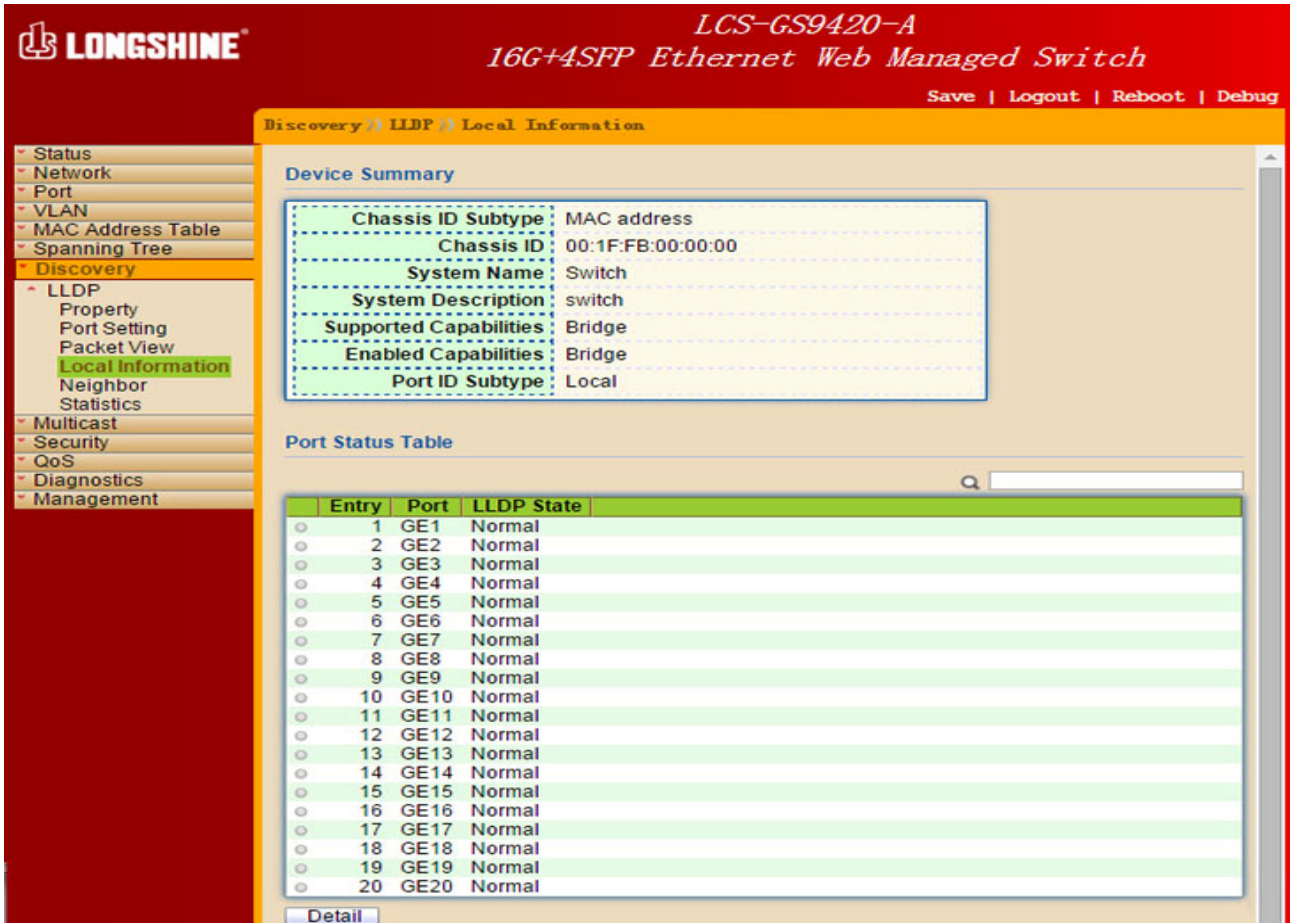 LONGSHINE®
LCS-GS9420-A
16G+4SFP Ethernet Web Managed Switch
Save | Logout | Reboot | Debug
Discovery >> LLDP >> Local Information
Status
Network
Port
VLAN
MAC Address Table
Spanning Tree
Discovery
LLDP
Property
Port Setting
Packet View
Local Information
Neighbor
Statistics
Multicast
Security
QoS
Diagnostics
Management
Device Summary
Chassis ID Subtype MAC address
Chassis ID 00:1F:FB:00:00:00
System Name Switch
System Description switch
Supported Capabilities Bridge
Enabled Capabilities Bridge
Port ID Subtype Local
Port Status Table
Entry Port LLDP State
1 GE1 Normal
2 GE2 Normal
3 GE3 Normal
4 GE4 Normal
5 GE5 Normal
6 GE6 Normal
7 GE7 Normal
8 GE8 Normal
9 GE9 Normal
10 GE10 Normal
11 GE11 Normal
12 GE12 Normal
13 GE13 Normal
14 GE14 Normal
15 GE15 Normal
16 GE16 Normal
17 GE17 Normal
18 GE18 Normal
19 GE19 Normal
20 GE20 Normal
Detail